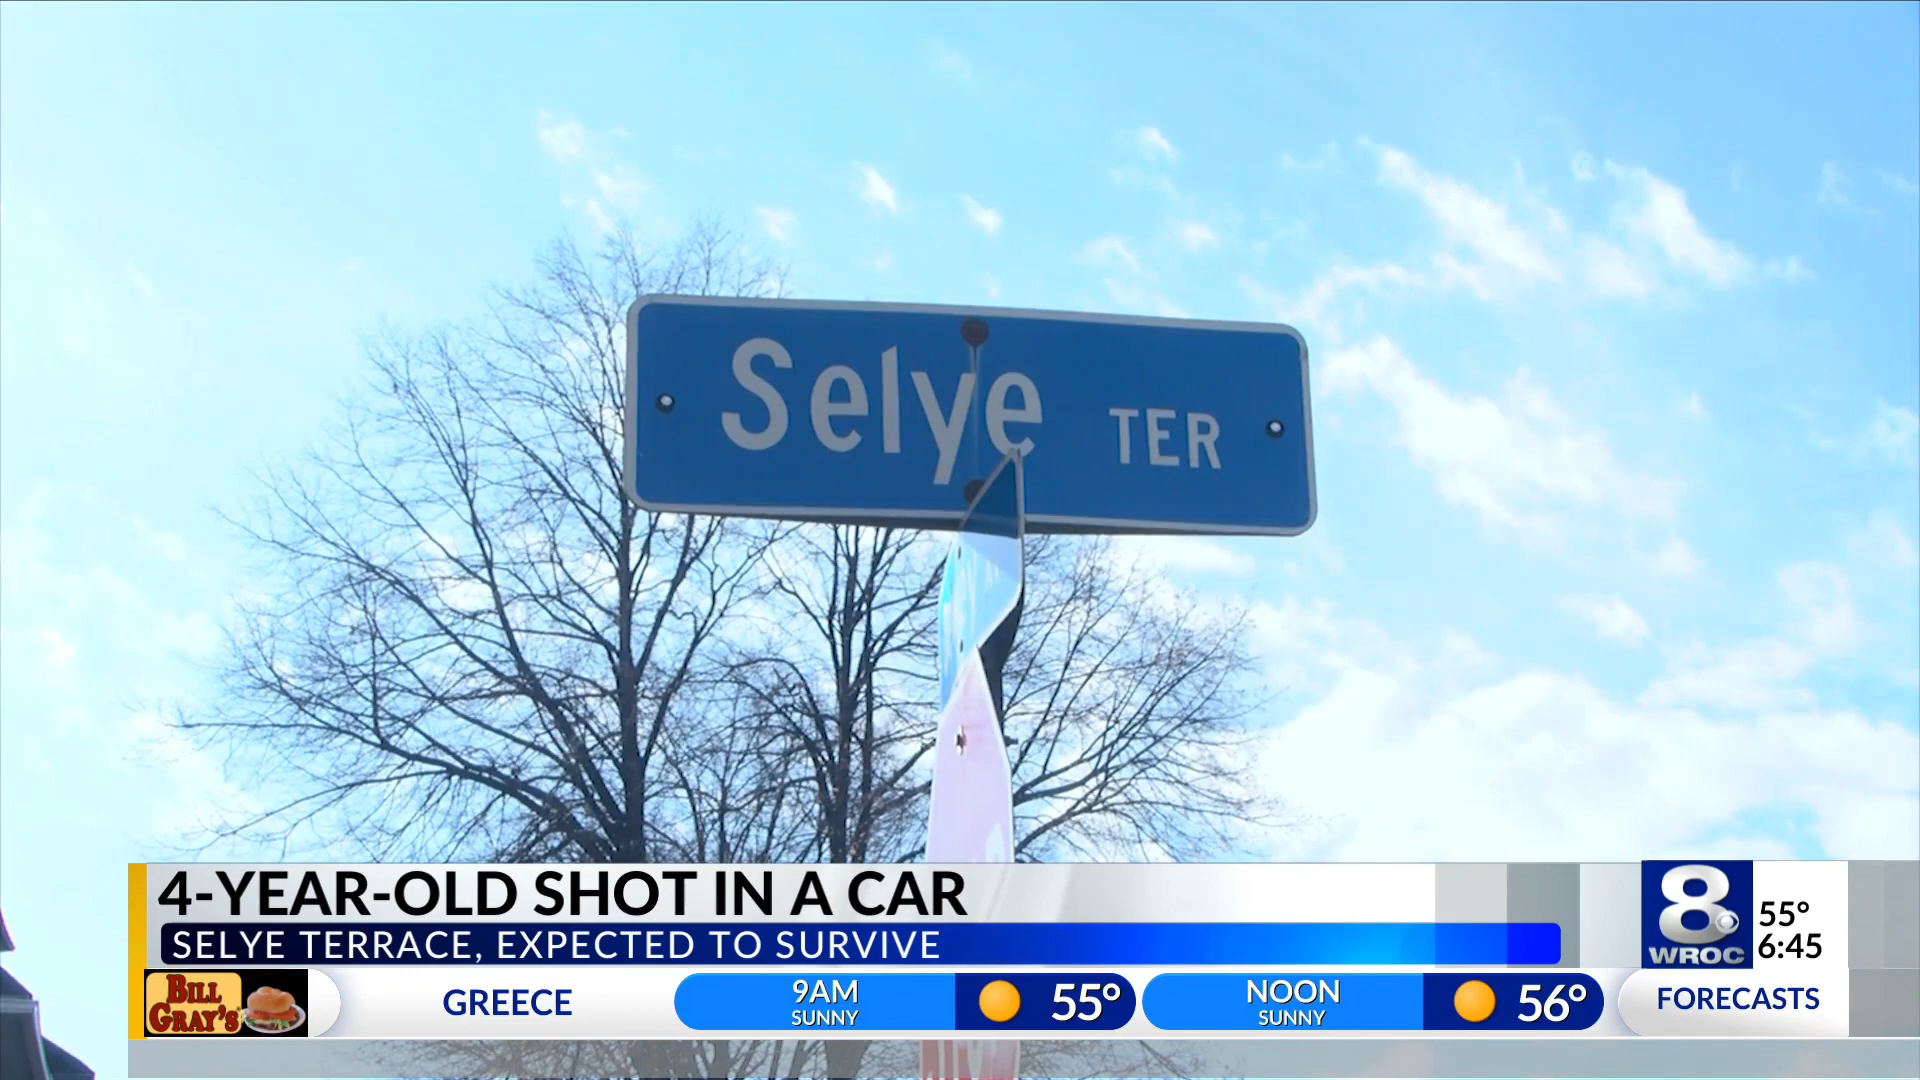 Selye TER
4-YEAR-OLD SHOT IN A CAR
SELYE TERRACE, EXPECTED TO SURVIVE
8
WROC
55°
6:45
BILL
GRAY'S
GREECE
9AM
SUNNY
55°
NOON
SUNNY
56°
FORECASTS